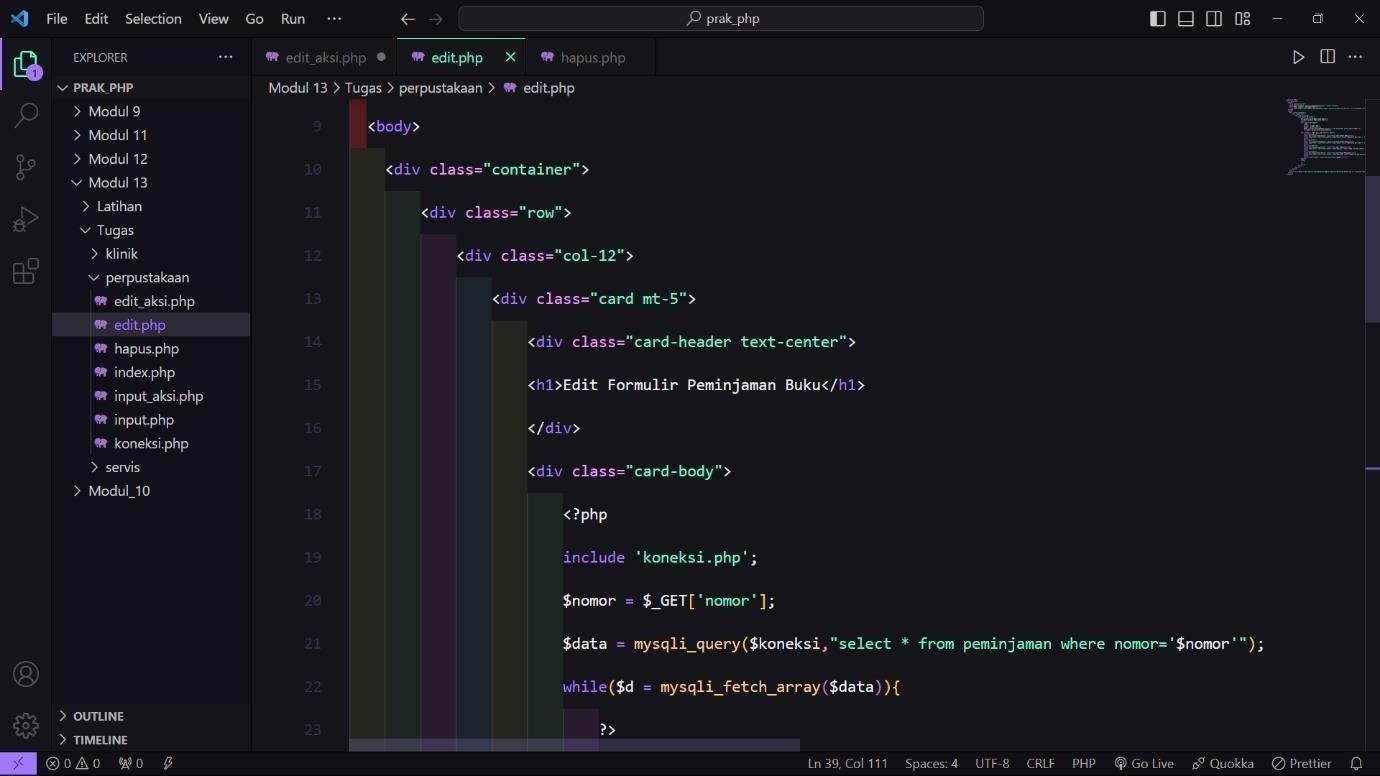 File Edit Selection View Go Run ··· prak_php
EXPLORER ···
PRAK_PHP
Modul 9
Modul 11
Modul 12
Modul 13
Latihan
Tugas
klinik
perpustakaan
edit_aksi.php
edit.php
hapus.php
index.php
input_aksi.php
input.php
koneksi.php
servis
Modul_10
OUTLINE
TIMELINE
1
edit_aksi.php edit.php hapus.php
Modul 13 > Tugas > perpustakaan > edit.php
9 <body>
10 <div class="container">
11 <div class="row">
12 <div class="col-12">
13 <div class="card mt-5">
14 <div class="card-header text-center">
15 <h1>Edit Formulir Peminjaman Buku</h1>
16 </div>
17 <div class="card-body">
18 <?php
19 include 'koneksi.php';
20 $nomor = $_GET['nomor'];
21 $data = mysqli_query($koneksi,"select * from peminjaman where nomor='$nomor'");
22 while($d = mysqli_fetch_array($data)){
23 ?>
0 0 0 Ln 39, Col 111 Spaces: 4 UTF-8 CRLF PHP Go Live Quokka Prettier